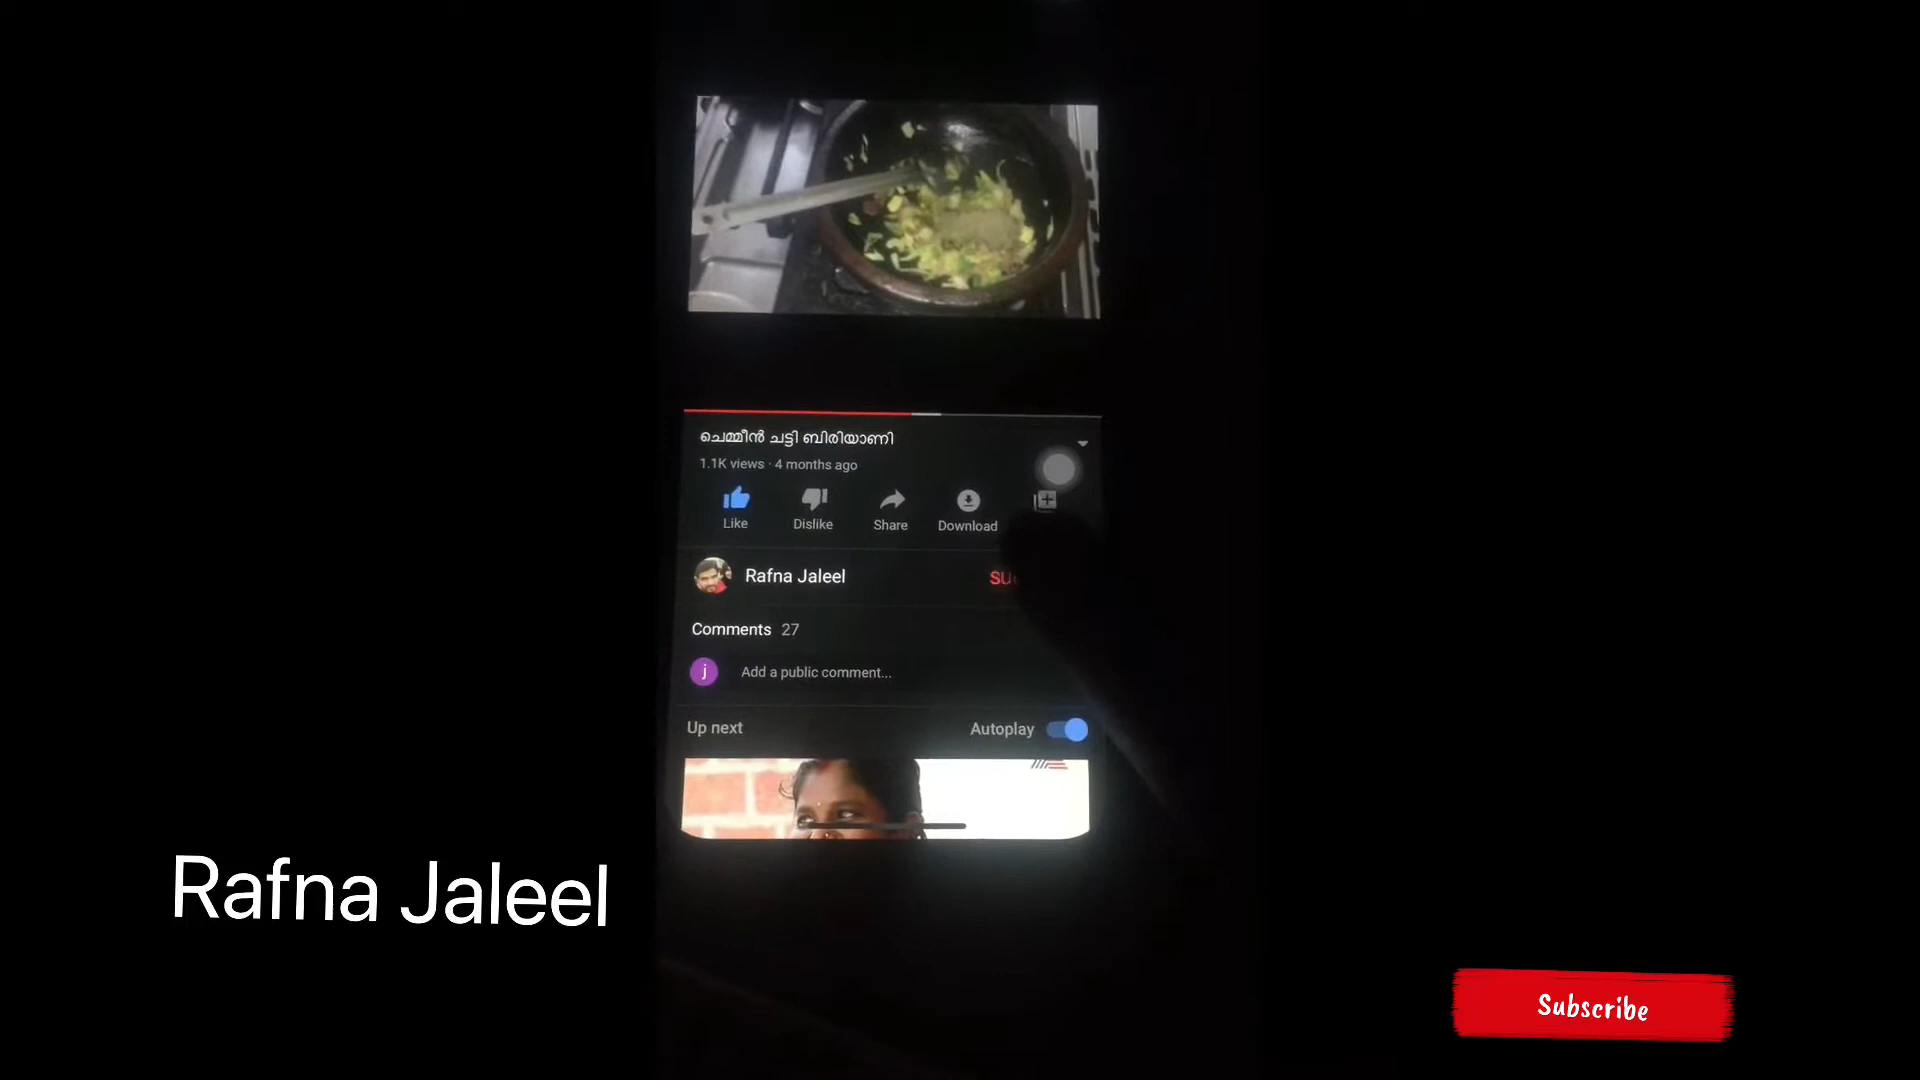 ചെമ്മീൻ ചട്ടി ബിരിയാണി
1.1K views · 4 months ago
Like
Dislike
Share
Download
Rafna Jaleel
Comments 27
j
Add a public comment...
Up next
Autoplay
Rafna Jaleel
Subscribe